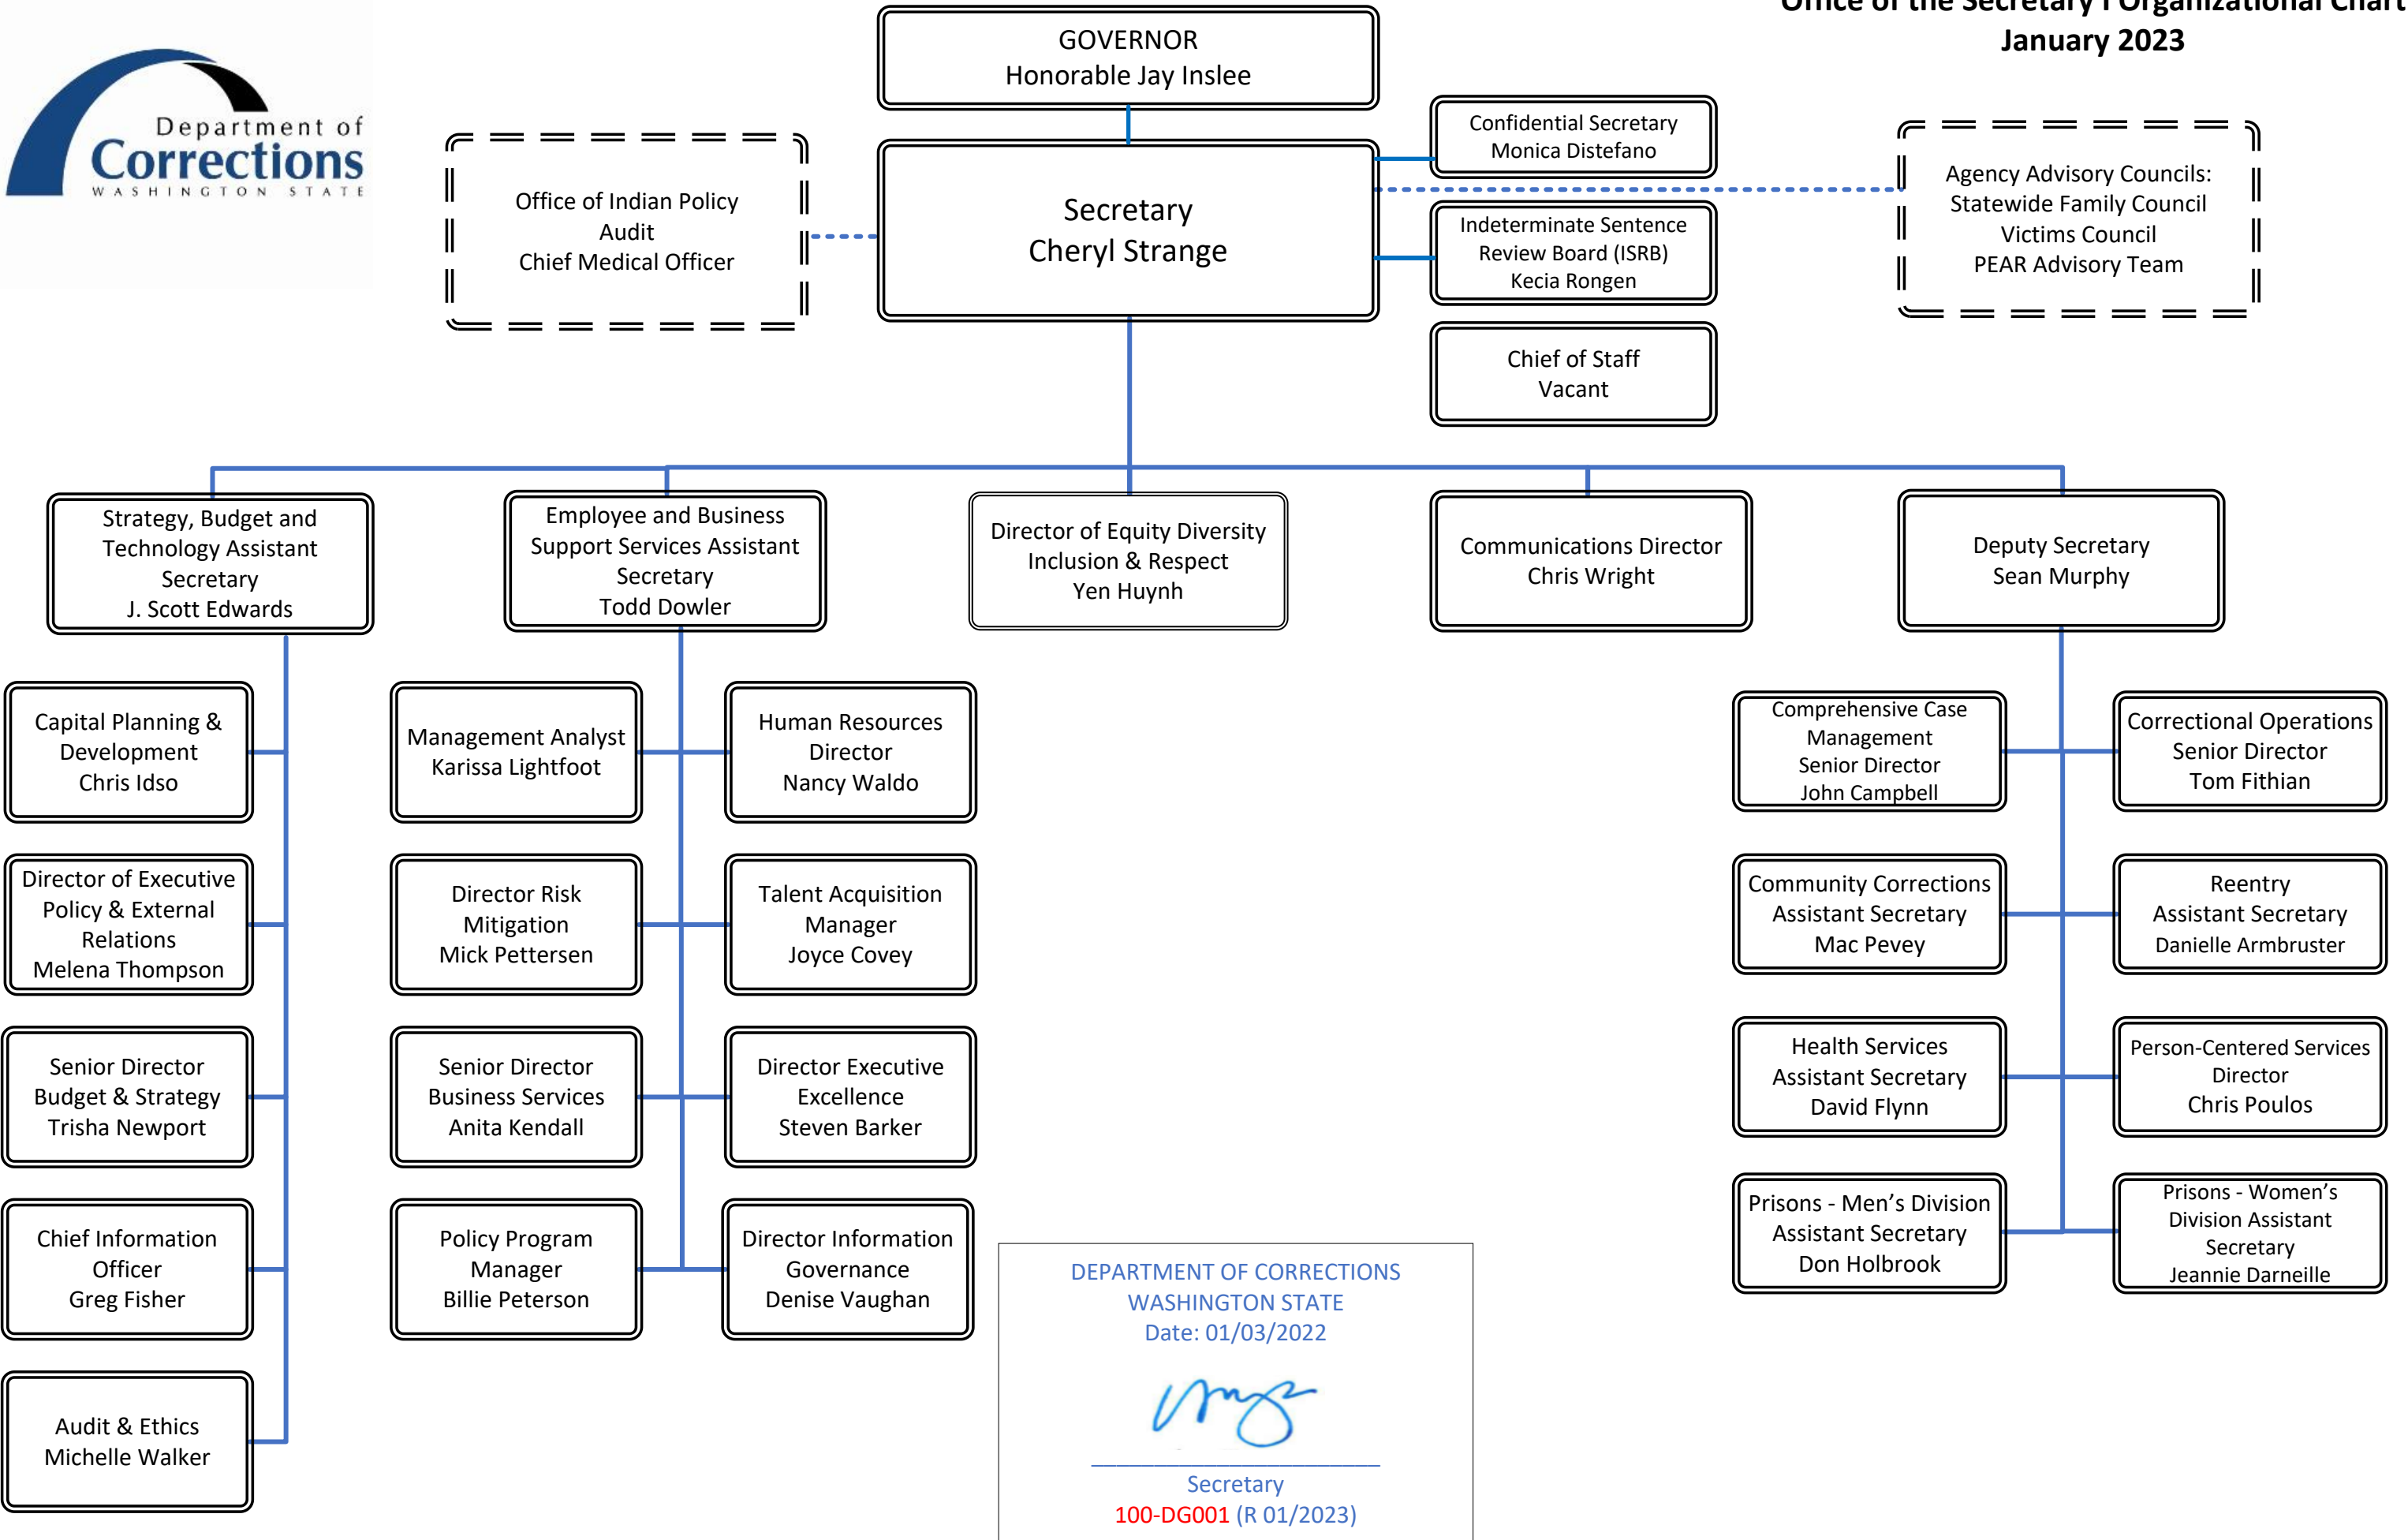 Office of the Secretary I Organizational Chart
January 2023
Department of
Corrections
WASHINGTON STATE
GOVERNOR
Honorable Jay Inslee
Secretary
Cheryl Strange
Confidential Secretary
Monica Distefano
Indeterminate Sentence
Review Board (ISRB)
Kecia Rongen
Chief of Staff
Vacant
Office of Indian Policy
Audit
Chief Medical Officer
Agency Advisory Councils:
Statewide Family Council
Victims Council
PEAR Advisory Team
Strategy, Budget and
Technology Assistant
Secretary
J. Scott Edwards
Employee and Business
Support Services Assistant
Secretary
Todd Dowler
Director of Equity Diversity
Inclusion & Respect
Yen Huynh
Communications Director
Chris Wright
Deputy Secretary
Sean Murphy
Capital Planning &
Development
Chris Idso
Director of Executive
Policy & External
Relations
Melena Thompson
Senior Director
Budget & Strategy
Trisha Newport
Chief Information
Officer
Greg Fisher
Audit & Ethics
Michelle Walker
Management Analyst
Karissa Lightfoot
Human Resources
Director
Nancy Waldo
Director Risk
Mitigation
Mick Pettersen
Talent Acquisition
Manager
Joyce Covey
Senior Director
Business Services
Anita Kendall
Director Executive
Excellence
Steven Barker
Policy Program
Manager
Billie Peterson
Director Information
Governance
Denise Vaughan
Comprehensive Case
Management
Senior Director
John Campbell
Correctional Operations
Senior Director
Tom Fithian
Community Corrections
Assistant Secretary
Mac Pevey
Reentry
Assistant Secretary
Danielle Armbruster
Health Services
Assistant Secretary
David Flynn
Person-Centered Services
Director
Chris Poulos
Prisons - Men's Division
Assistant Secretary
Don Holbrook
Prisons - Women's
Division Assistant
Secretary
Jeannie Darneille
DEPARTMENT OF CORRECTIONS
WASHINGTON STATE
Date: 01/03/2022
Secretary
100-DG001 (R 01/2023)